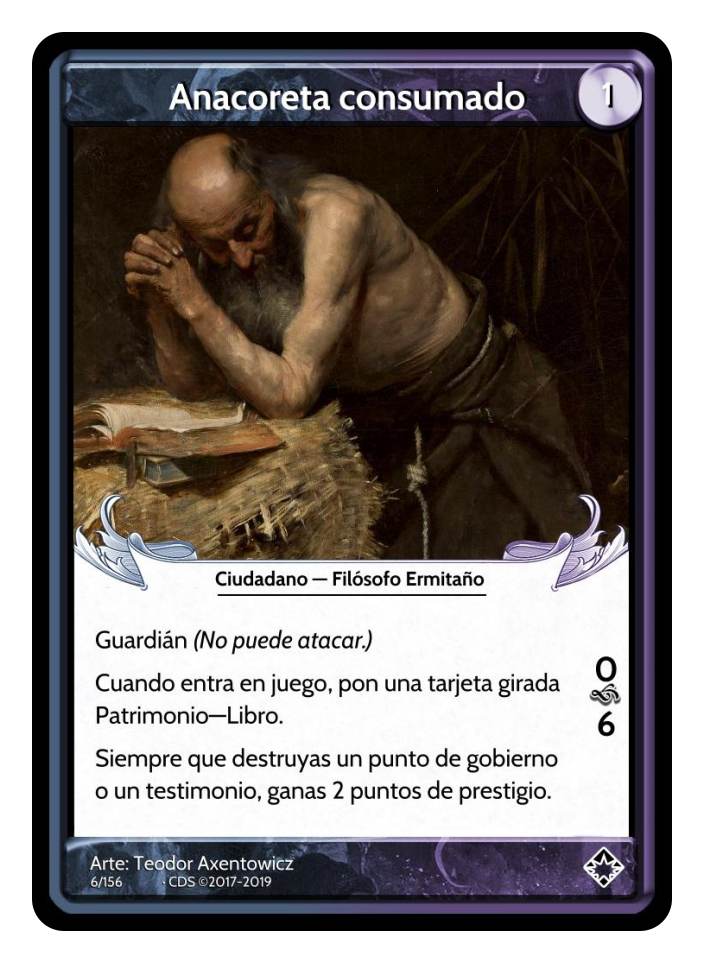 Anacoreta consumado
1
Ciudadano — Filósofo Ermitaño
Guardián (No puede atacar.)
Cuando entra en juego, pon una tarjeta girada
Patrimonio—Libro.
Siempre que destruyas un punto de gobierno
o un testimonio, ganas 2 puntos de prestigio.
0
6
Arte: Teodor Axentowicz
6/156 · CDS ©2017-2019